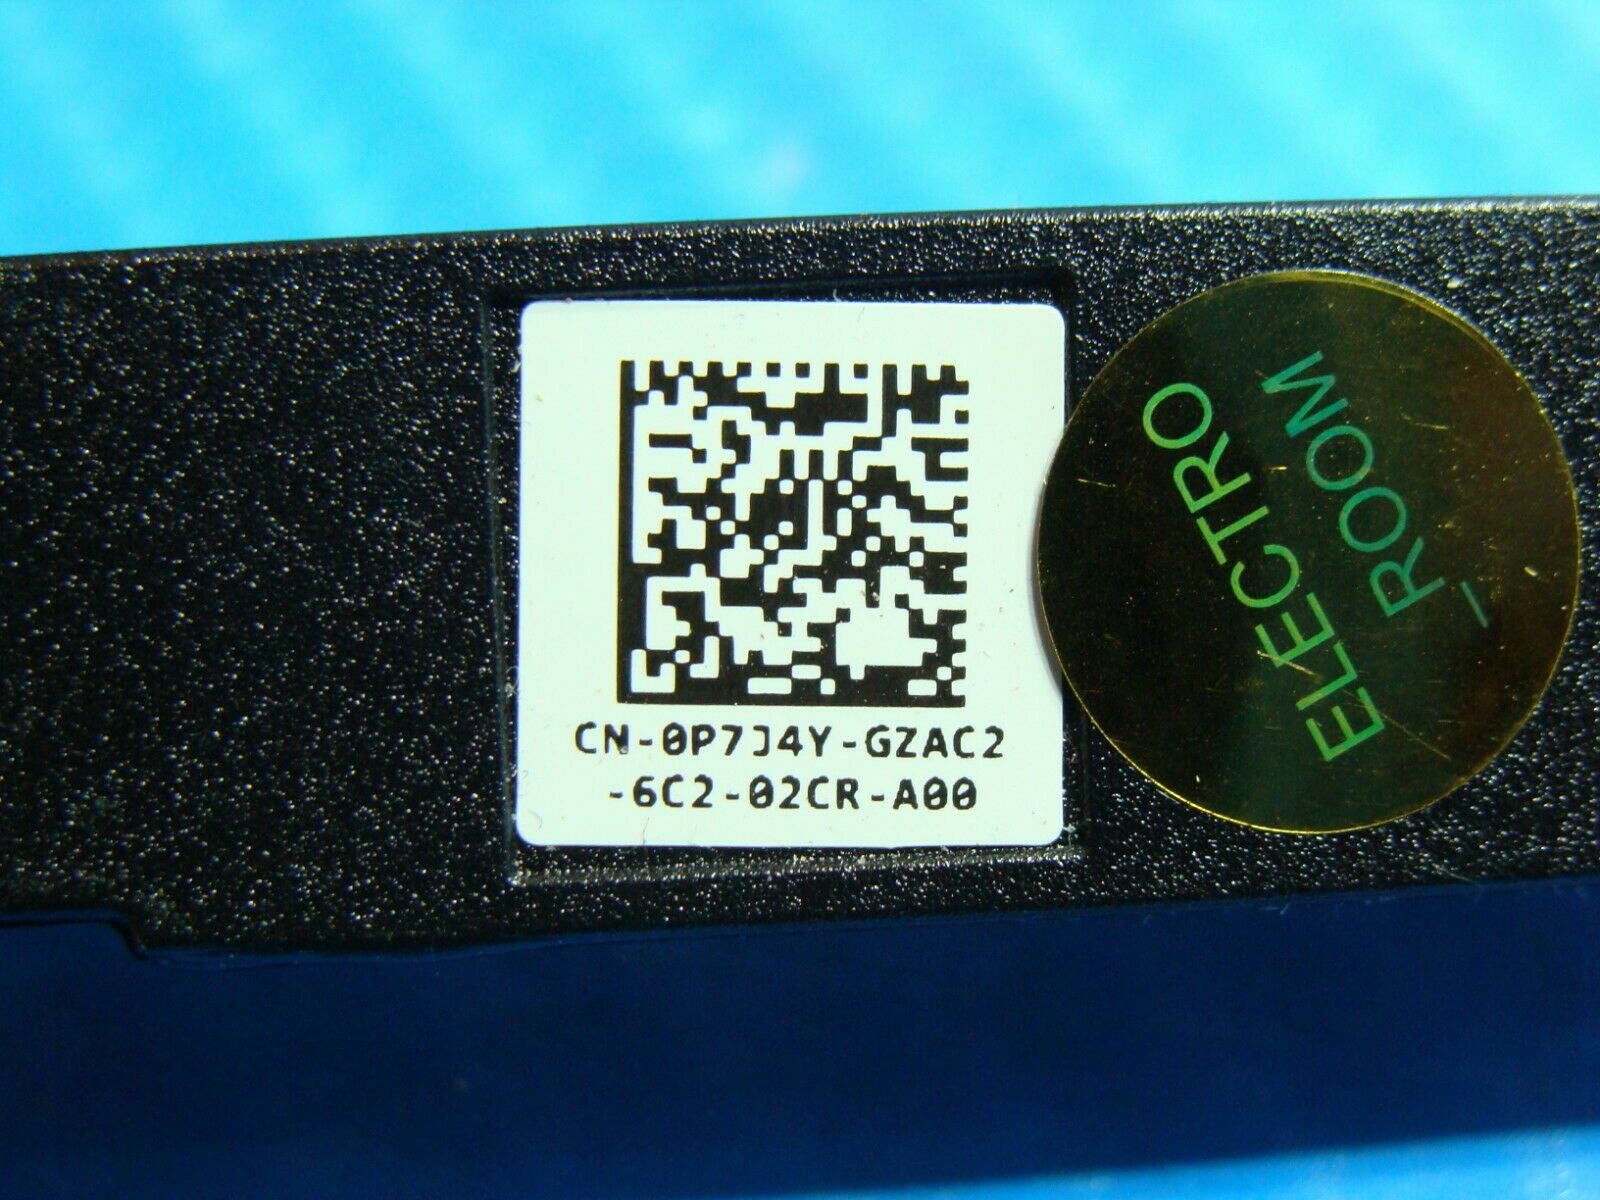 CN-0P7J4Y-GZAC2
-6C2-02CR-A00
ELECTRO
_ROOM